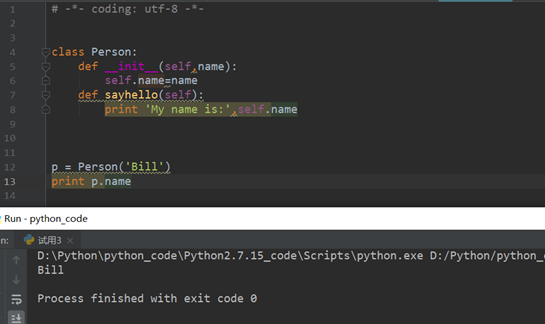 1 # -*- coding: utf-8 -*-
2
3
4 class Person:
5 def __init__(self,name):
6 self.name=name
7 def sayhello(self):
8 print 'My name is:',self.name
9
10
11
12 p = Person('Bill')
13 print p.name
14
Run - python_code
n: 试用3 ×
D:\Python\python_code\Python2.7.15_code\Scripts\python.exe D:/Python/python_c
Bill
Process finished with exit code 0